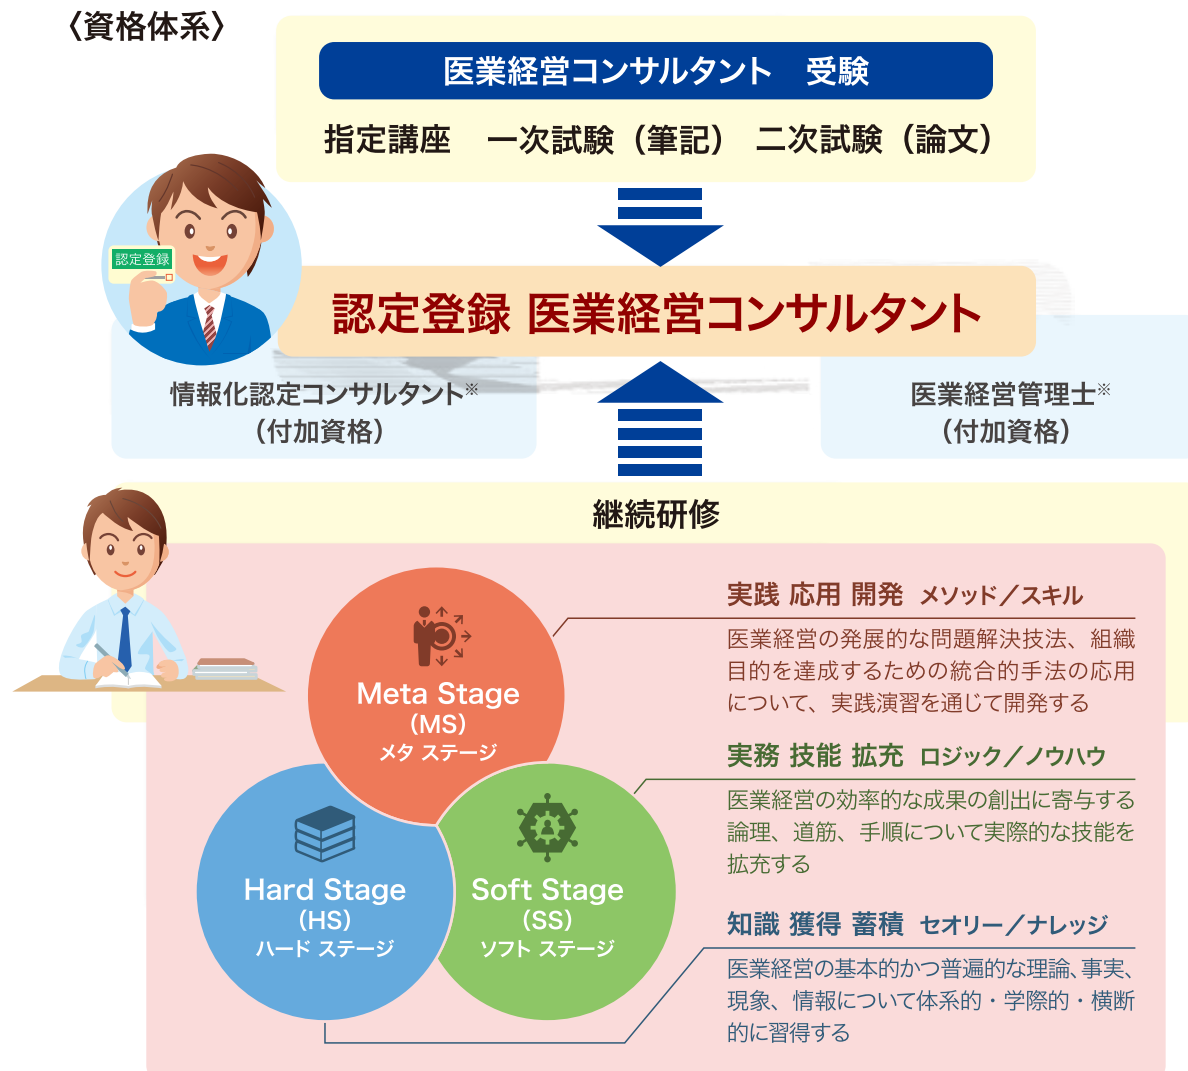 〈資格体系〉
医業経営コンサルタント　受験
指定講座　一次試験（筆記）　二次試験（論文）
認定登録
認定登録 医業経営コンサルタント
情報化認定コンサルタント※
（付加資格）
医業経営管理士※
（付加資格）
継続研修
Meta Stage
（MS）
メタ ステージ
Hard Stage
（HS）
ハード ステージ
Soft Stage
（SS）
ソフト ステージ
実践 応用 開発 メソッド／スキル
医業経営の発展的な問題解決技法、組織
目的を達成するための統合的手法の応用
について、実践演習を通じて開発する
実務 技能 拡充 ロジック／ノウハウ
医業経営の効率的な成果の創出に寄与する
論理、道筋、手順について実際的な技能を
拡充する
知識 獲得 蓄積 セオリー／ナレッジ
医業経営の基本的かつ普遍的な理論、事実、
現象、情報について体系的・学際的・横断
的に習得する